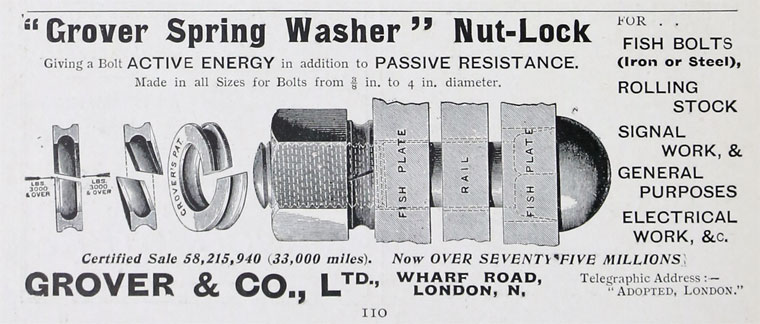 "Grover Spring Washer" Nut-Lock
Giving a Bolt ACTIVE ENERGY in addition to PASSIVE RESISTANCE.
Made in all Sizes for Bolts from ⅜ in. to 4 in. diameter.
FOR . .
FISH BOLTS
(Iron or Steel),
ROLLING
STOCK
SIGNAL
WORK, &
GENERAL
PURPOSES
ELECTRICAL
WORK, &c.
LBS
3000
& OVER
LBS.
3000
& OVER
GROVER'S PAT
FISH PLATE
RAIL
FISH PLATE
Certified Sale 58,215,940 (33,000 miles). Now OVER SEVENTY FIVE MILLIONS
GROVER & CO., LTD.,
WHARF ROAD,
LONDON, N,
Telegraphic Address :—
"ADOPTED, LONDON."
110